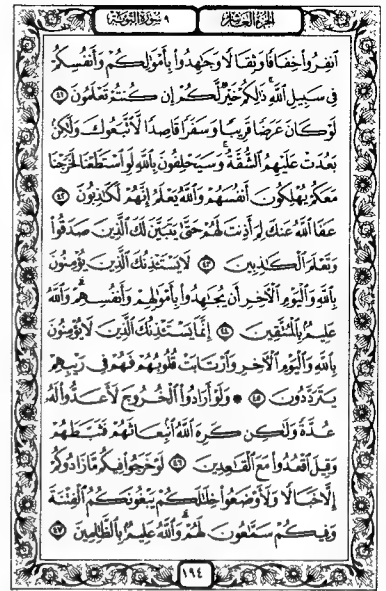 الجزء العاشر ٩ سورة التوبة
ٱنفِرُوا۟ خِفَافًا وَثِقَالًا وَجَٰهِدُوا۟ بِأَمْوَٰلِكُمْ وَأَنفُسِكُمْ
فِى سَبِيلِ ٱللَّهِ ۚ ذَٰلِكُمْ خَيْرٌ لَّكُمْ إِن كُنتُمْ تَعْلَمُونَ ٤١
لَوْ كَانَ عَرَضًا قَرِيبًا وَسَفَرًا قَاصِدًا لَّٱتَّبَعُوكَ وَلَٰكِنۢ
بَعُدَتْ عَلَيْهِمُ ٱلشُّقَّةُ ۚ وَسَيَحْلِفُونَ بِٱللَّهِ لَوِ ٱسْتَطَعْنَا لَخَرَجْنَا
مَعَكُمْ يُهْلِكُونَ أَنفُسَهُمْ وَٱللَّهُ يَعْلَمُ إِنَّهُمْ لَكَٰذِبُونَ ٤٢
عَفَا ٱللَّهُ عَنكَ لِمَ أَذِنتَ لَهُمْ حَتَّىٰ يَتَبَيَّنَ لَكَ ٱلَّذِينَ صَدَقُوا۟
وَتَعْلَمَ ٱلْكَٰذِبِينَ ٤٣ لَا يَسْتَـْٔذِنُكَ ٱلَّذِينَ يُؤْمِنُونَ
بِٱللَّهِ وَٱلْيَوْمِ ٱلْـَٔاخِرِ أَن يُجَٰهِدُوا۟ بِأَمْوَٰلِهِمْ وَأَنفُسِهِمْ ۗ وَٱللَّهُ
عَلِيمٌۢ بِٱلْمُتَّقِينَ ٤٤ إِنَّمَا يَسْتَـْٔذِنُكَ ٱلَّذِينَ لَا يُؤْمِنُونَ
بِٱللَّهِ وَٱلْيَوْمِ ٱلْـَٔاخِرِ وَٱرْتَابَتْ قُلُوبُهُمْ فَهُمْ فِى رَيْبِهِمْ
يَتَرَدَّدُونَ ٤٥ ۞ وَلَوْ أَرَادُوا۟ ٱلْخُرُوجَ لَأَعَدُّوا۟ لَهُۥ
عُدَّةً وَلَٰكِن كَرِهَ ٱللَّهُ ٱنۢبِعَاثَهُمْ فَثَبَّطَهُمْ
وَقِيلَ ٱقْعُدُوا۟ مَعَ ٱلْقَٰعِدِينَ ٤٦ لَوْ خَرَجُوا۟ فِيكُم مَّا زَادُوكُمْ
إِلَّا خَبَالًا وَلَأَوْضَعُوا۟ خِلَٰلَكُمْ يَبْغُونَكُمُ ٱلْفِتْنَةَ
وَفِيكُمْ سَمَّٰعُونَ لَهُمْ ۗ وَٱللَّهُ عَلِيمٌۢ بِٱلظَّٰلِمِينَ ٤٧
١٩٤